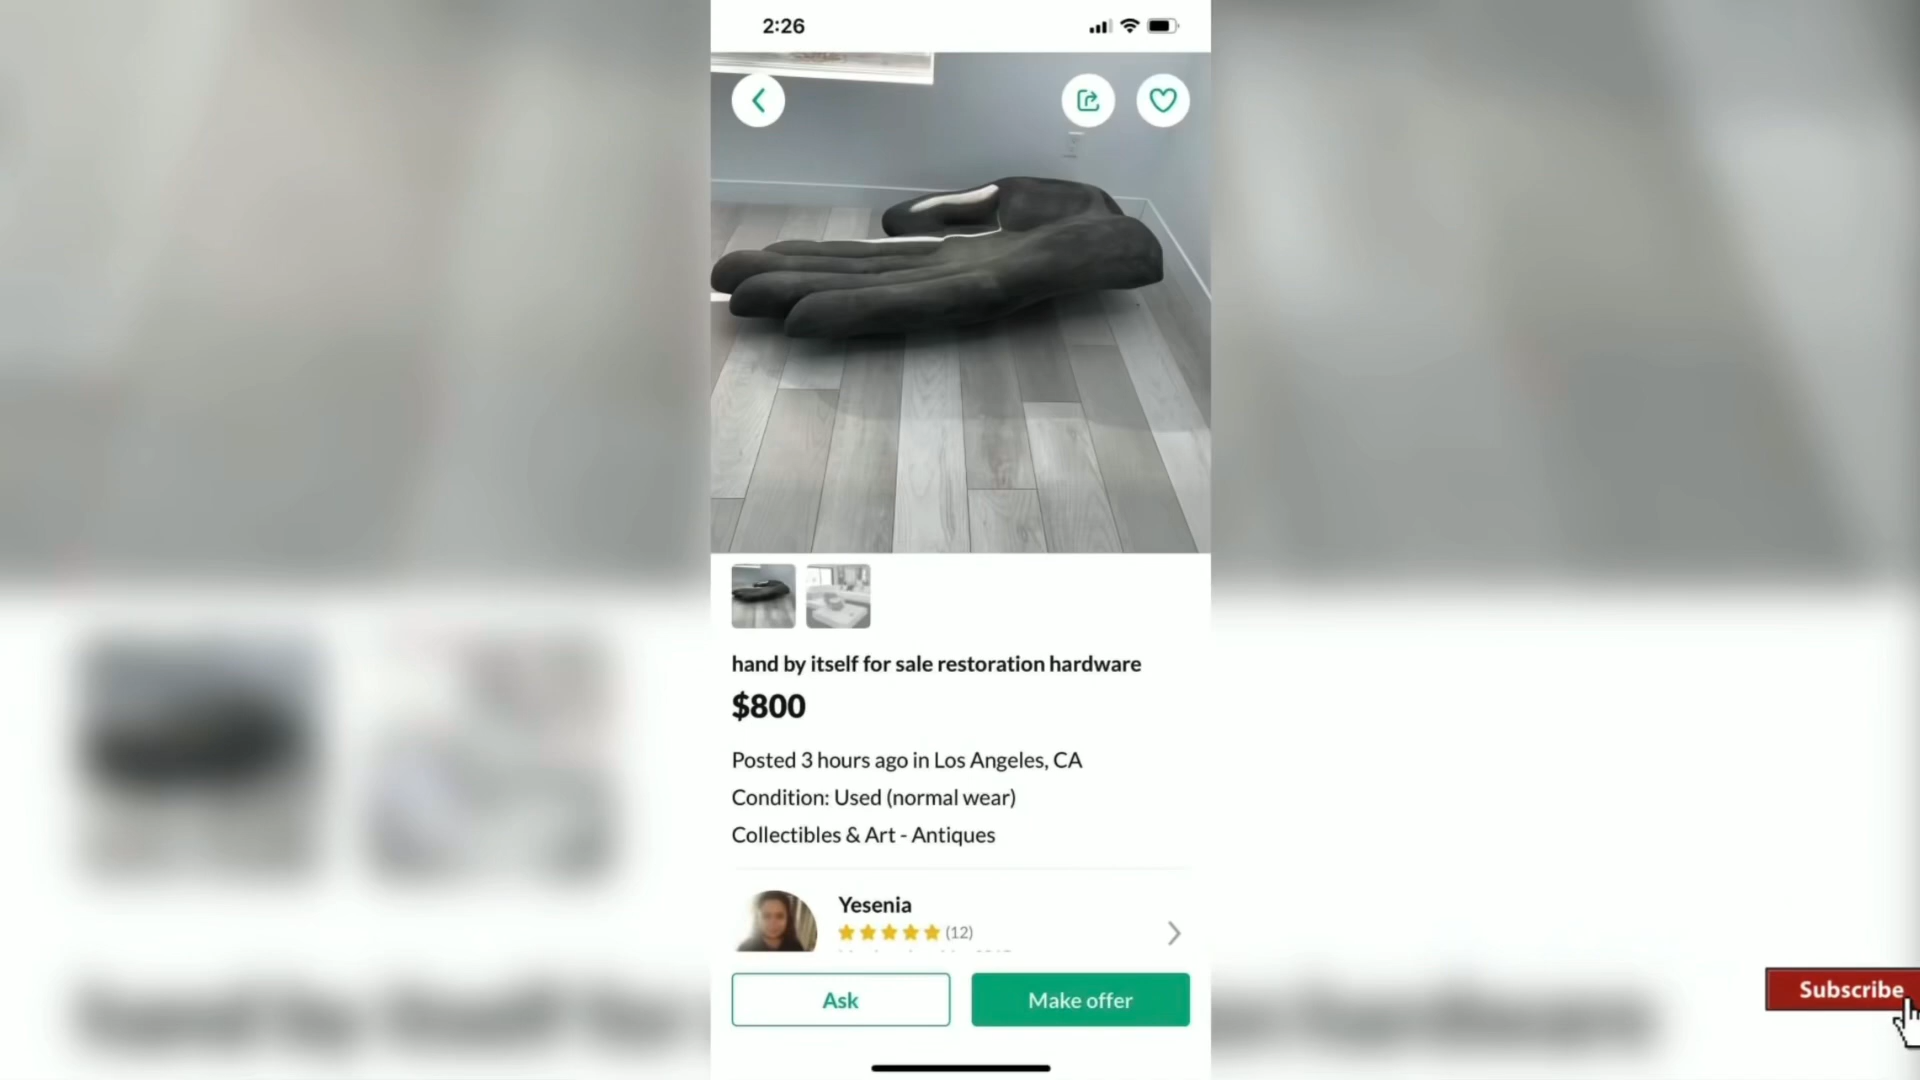 2:26
hand by itself for sale restoration hardware
$800
Posted 3 hours ago in Los Angeles, CA
Condition: Used (normal wear)
Collectibles & Art - Antiques
Yesenia
(12)
Ask
Make offer
Subscribe